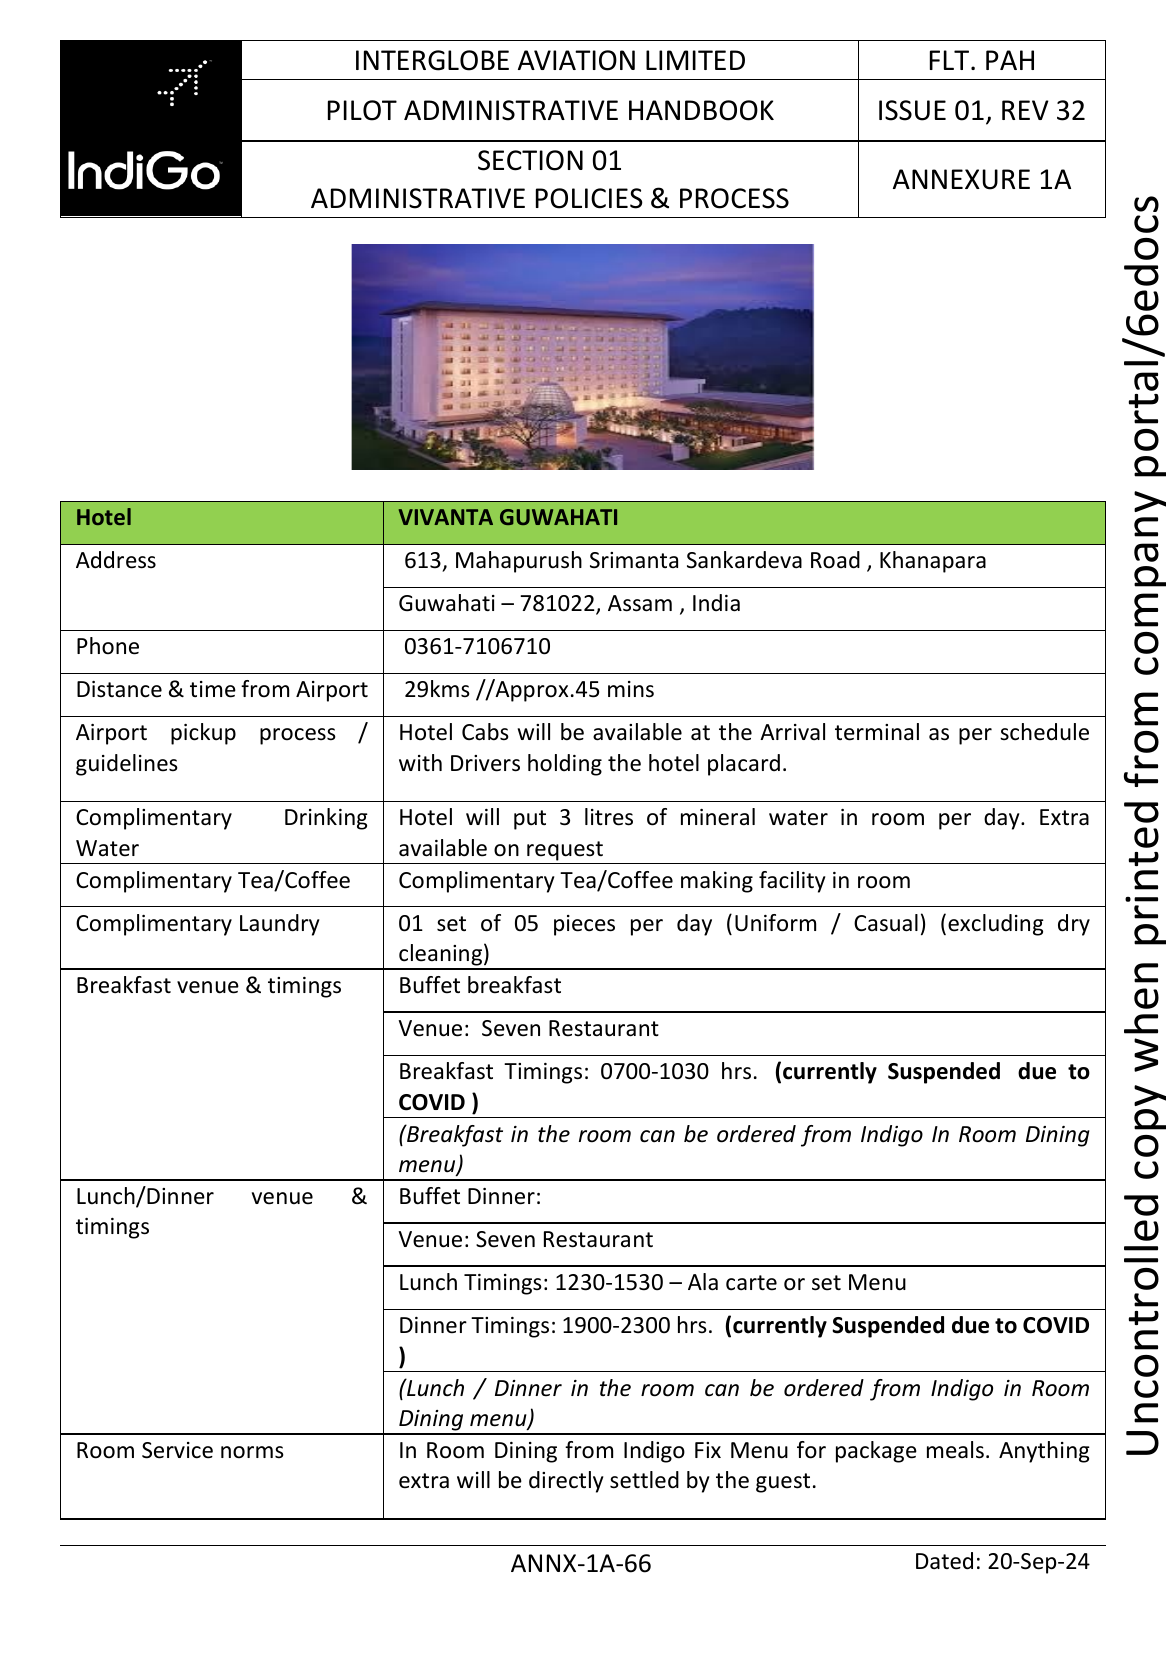 IndiGo
INTERGLOBE AVIATION LIMITED
FLT. PAH
PILOT ADMINISTRATIVE HANDBOOK
ISSUE 01, REV 32
SECTION 01
ADMINISTRATIVE POLICIES & PROCESS
ANNEXURE 1A
Hotel
VIVANTA GUWAHATI
Address
613, Mahapurush Srimanta Sankardeva Road , Khanapara
Guwahati – 781022, Assam , India
Phone
0361-7106710
Distance & time from Airport
29kms //Approx.45 mins
Airport pickup process /
guidelines
Hotel Cabs will be available at the Arrival terminal as per schedule
with Drivers holding the hotel placard.
Complimentary Drinking
Water
Hotel will put 3 litres of mineral water in room per day. Extra
available on request
Complimentary Tea/Coffee
Complimentary Tea/Coffee making facility in room
Complimentary Laundry
01 set of 05 pieces per day (Uniform / Casual) (excluding dry
cleaning)
Breakfast venue & timings
Buffet breakfast
Venue: Seven Restaurant
Breakfast Timings: 0700-1030 hrs. (currently Suspended due to
COVID )
(Breakfast in the room can be ordered from Indigo In Room Dining
menu)
Lunch/Dinner venue &
timings
Buffet Dinner:
Venue: Seven Restaurant
Lunch Timings: 1230-1530 – Ala carte or set Menu
Dinner Timings: 1900-2300 hrs. (currently Suspended due to COVID
)
(Lunch / Dinner in the room can be ordered from Indigo in Room
Dining menu)
Room Service norms
In Room Dining from Indigo Fix Menu for package meals. Anything
extra will be directly settled by the guest.
ANNX-1A-66
Dated: 20-Sep-24
Uncontrolled copy when printed from company portal/6edocs